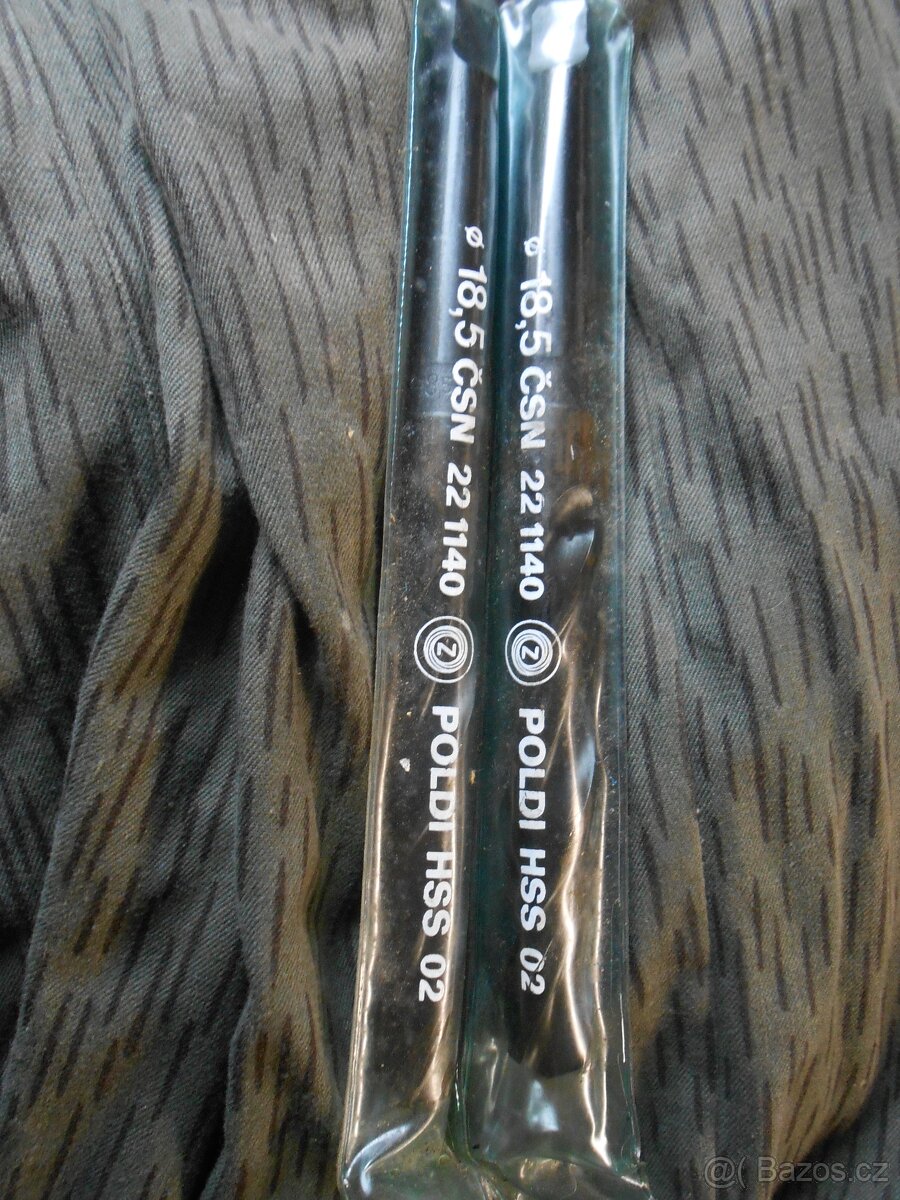 ø 18,5 ČSN 22 1140 Z POLDI HSS 02
ø 18,5 ČSN 22 1140 Z POLDI HSS 02
@( Bazos.cz